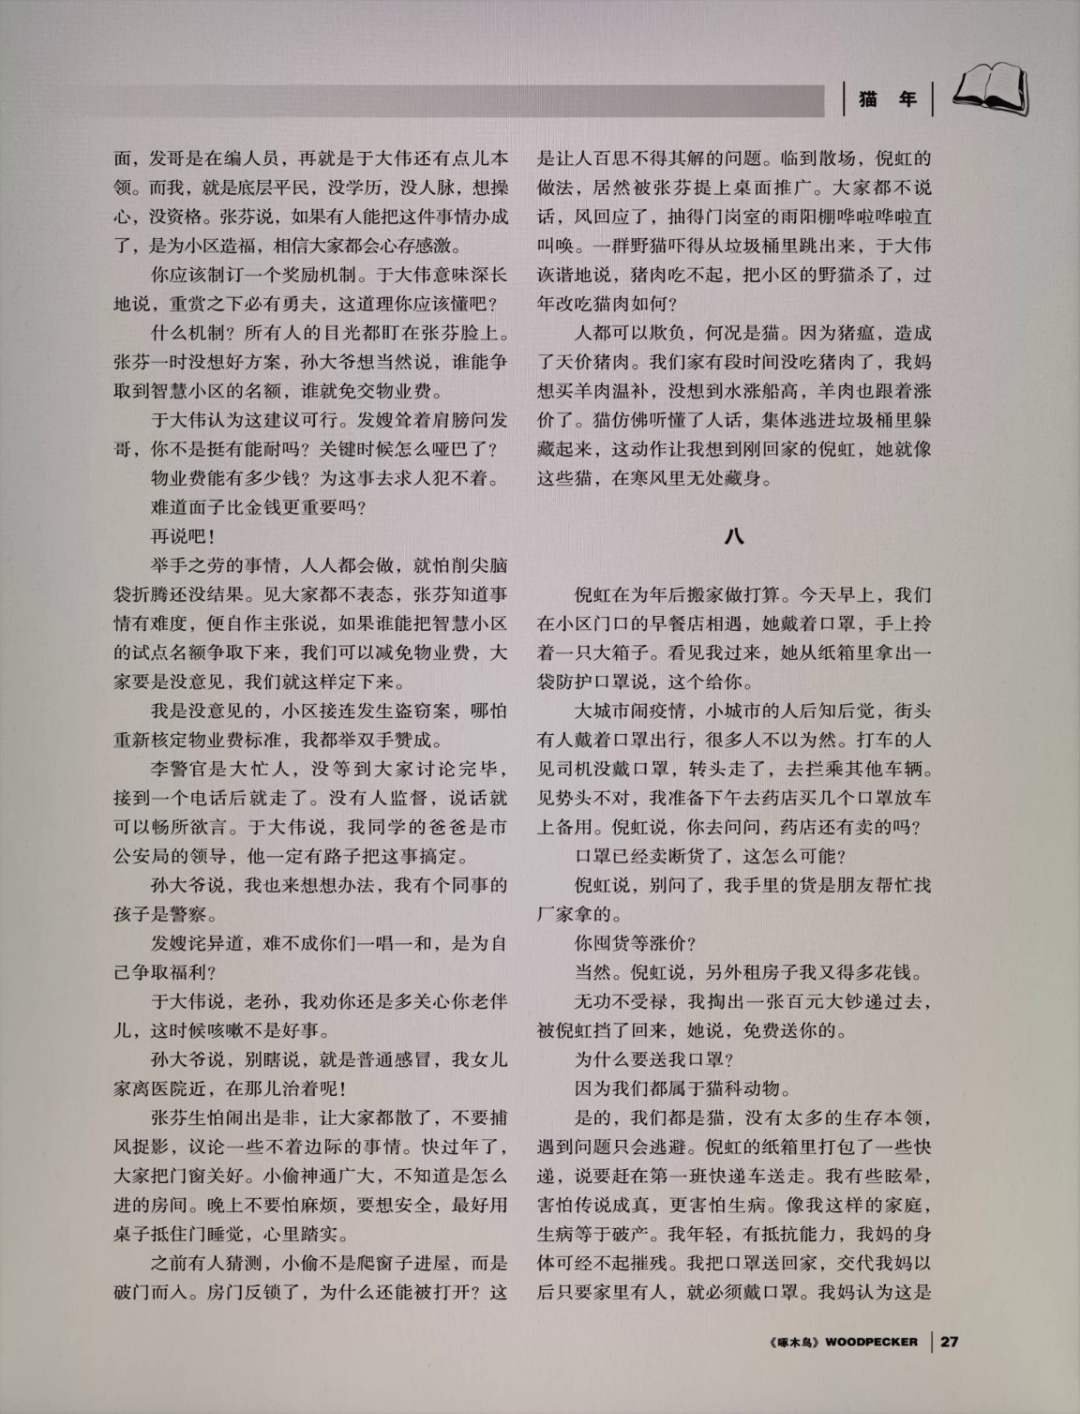 猫 年
面，发哥是在编人员，再就是于大伟还有点儿本
领。而我，就是底层平民，没学历，没人脉，想操
心，没资格。张芬说，如果有人能把这件事情办成
了，是为小区造福，相信大家都会心存感激。
你应该制订一个奖励机制。于大伟意味深长
地说，重赏之下必有勇夫，这道理你应该懂吧？
什么机制？所有人的目光都盯在张芬脸上。
张芬一时没想好方案，孙大爷想当然说，谁能争
取到智慧小区的名额，谁就免交物业费。
于大伟认为这建议可行。发嫂耸着肩膀问发
哥，你不是挺有能耐吗？关键时候怎么哑巴了？
物业费能有多少钱？为这事去求人犯不着。
难道面子比金钱更重要吗？
再说吧！
举手之劳的事情，人人都会做，就怕削尖脑
袋折腾还没结果。见大家都不表态，张芬知道事
情有难度，便自作主张说，如果谁能把智慧小区
的试点名额争取下来，我们可以减免物业费，大
家要是没意见，我们就这样定下来。
我是没意见的，小区接连发生盗窃案，哪怕
重新核定物业费标准，我都举双手赞成。
李警官是大忙人，没等到大家讨论完毕，
接到一个电话后就走了。没有人监督，说话就
可以畅所欲言。于大伟说，我同学的爸爸是市
公安局的领导，他一定有路子把这事搞定。
孙大爷说，我也来想想办法，我有个同事的
孩子是警察。
发嫂诧异道，难不成你们一唱一和，是为自
己争取福利？
于大伟说，老孙，我劝你还是多关心你老伴
儿，这时候咳嗽不是好事。
孙大爷说，别瞎说，就是普通感冒，我女儿
家离医院近，在那儿治着呢！
张芬生怕闹出是非，让大家都散了，不要捕
风捉影，议论一些不着边际的事情。快过年了，
大家把门窗关好。小偷神通广大，不知道是怎么
进的房间。晚上不要怕麻烦，要想安全，最好用
桌子抵住门睡觉，心里踏实。
之前有人猜测，小偷不是爬窗子进屋，而是
破门而入。房门反锁了，为什么还能被打开？这
是让人百思不得其解的问题。临到散场，倪虹的
做法，居然被张芬提上桌面推广。大家都不说
话，风回应了，抽得门岗室的雨阳棚哗啦哗啦直
叫唤。一群野猫吓得从垃圾桶里跳出来，于大伟
诙谐地说，猪肉吃不起，把小区的野猫杀了，过
年改吃猫肉如何？
人都可以欺负，何况是猫。因为猪瘟，造成
了天价猪肉。我们家有段时间没吃猪肉了，我妈
想买羊肉温补，没想到水涨船高，羊肉也跟着涨
价了。猫仿佛听懂了人话，集体逃进垃圾桶里躲
藏起来，这动作让我想到刚回家的倪虹，她就像
这些猫，在寒风里无处藏身。
八
倪虹在为年后搬家做打算。今天早上，我们
在小区门口的早餐店相遇，她戴着口罩，手上拎
着一只大箱子。看见我过来，她从纸箱里拿出一
袋防护口罩说，这个给你。
大城市闹疫情，小城市的人后知后觉，街头
有人戴着口罩出行，很多人不以为然。打车的人
见司机没戴口罩，转头走了，去拦乘其他车辆。
见势头不对，我准备下午去药店买几个口罩放车
上备用。倪虹说，你去问问，药店还有卖的吗？
口罩已经卖断货了，这怎么可能？
倪虹说，别问了，我手里的货是朋友帮忙找
厂家拿的。
你囤货等涨价？
当然。倪虹说，另外租房子我又得多花钱。
无功不受禄，我掏出一张百元大钞递过去，
被倪虹挡了回来，她说，免费送你的。
为什么要送我口罩？
因为我们都属于猫科动物。
是的，我们都是猫，没有太多的生存本领，
遇到问题只会逃避。倪虹的纸箱里打包了一些快
递，说要赶在第一班快递车送走。我有些眩晕，
害怕传说成真，更害怕生病。像我这样的家庭，
生病等于破产。我年轻，有抵抗能力，我妈的身
体可经不起摧残。我把口罩送回家，交代我妈以
后只要家里有人，就必须戴口罩。我妈认为这是
《啄木鸟》WOODPECKER 27